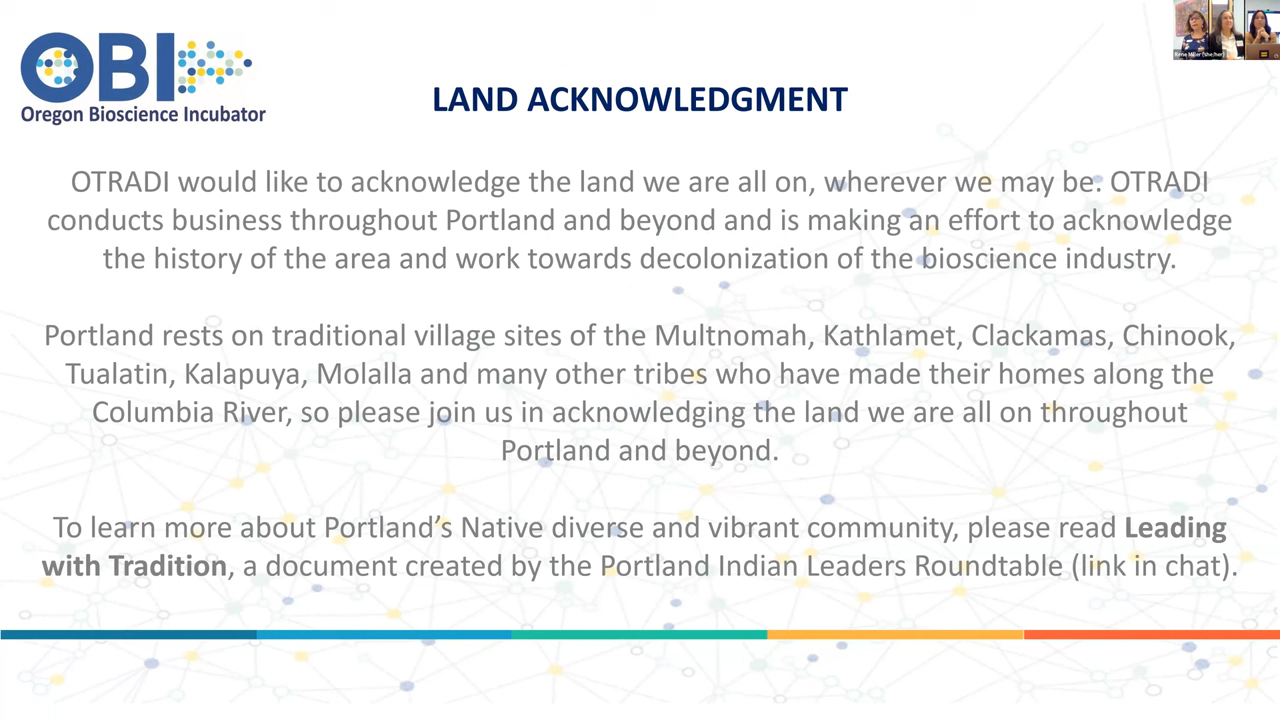 OBI
Oregon Bioscience Incubator
LAND ACKNOWLEDGMENT
OTRADI would like to acknowledge the land we are all on, wherever we may be. OTRADI
conducts business throughout Portland and beyond and is making an effort to acknowledge
the history of the area and work towards decolonization of the bioscience industry.
Portland rests on traditional village sites of the Multnomah, Kathlamet, Clackamas, Chinook,
Tualatin, Kalapuya, Molalla and many other tribes who have made their homes along the
Columbia River, so please join us in acknowledging the land we are all on throughout
Portland and beyond.
To learn more about Portland’s Native diverse and vibrant community, please read Leading
with Tradition, a document created by the Portland Indian Leaders Roundtable (link in chat).